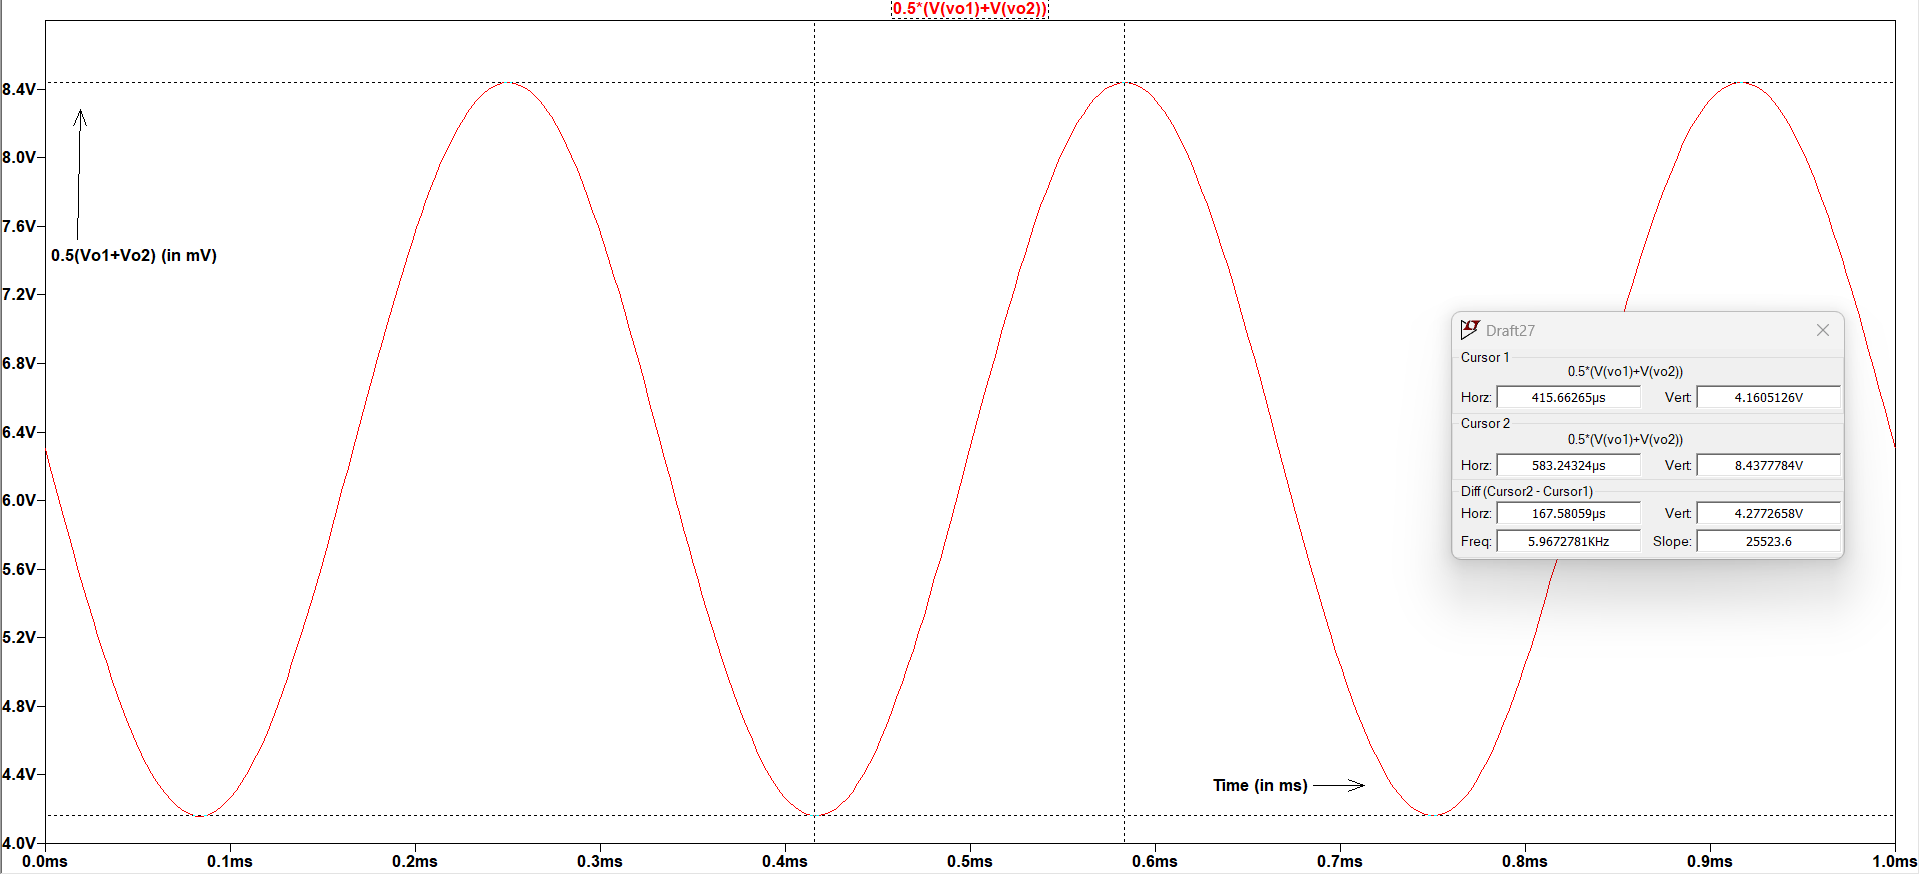 0.5*(V(vo1)+V(vo2))
8.4V
8.0V
7.6V
0.5(Vo1+Vo2) (in mV)
7.2V
6.8V
6.4V
6.0V
5.6V
5.2V
4.8V
4.4V
4.0V
Draft27
Cursor 1
0.5*(V(vo1)+V(vo2))
Horz: 415.66265µs Vert: 4.1605126V
Cursor 2
0.5*(V(vo1)+V(vo2))
Horz: 583.24324µs Vert: 8.4377784V
Diff (Cursor2 - Cursor1)
Horz: 167.58059µs Vert: 4.2772658V
Freq: 5.9672781KHz Slope: 25523.6
Time (in ms)
0.0ms 0.1ms 0.2ms 0.3ms 0.4ms 0.5ms 0.6ms 0.7ms 0.8ms 0.9ms 1.0ms